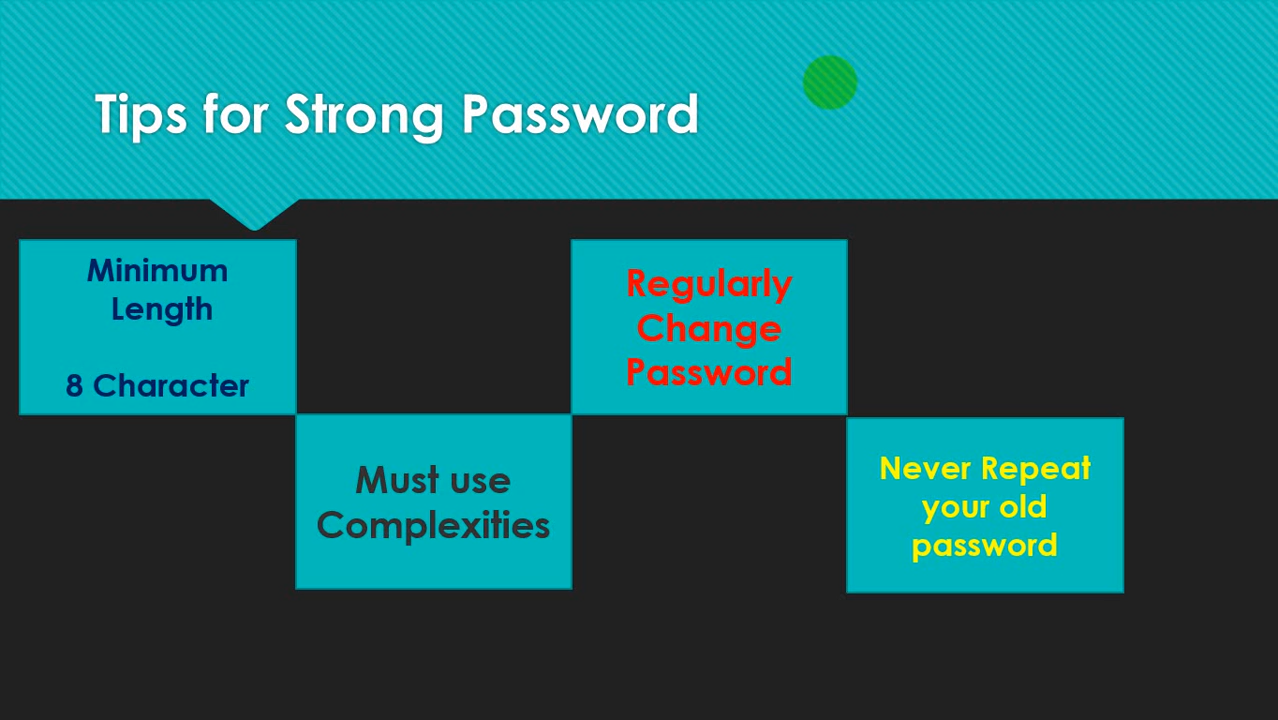 Tips for Strong Password
Minimum
Length
8 Character
Must use
Complexities
Regularly
Change
Password
Never Repeat
your old
password